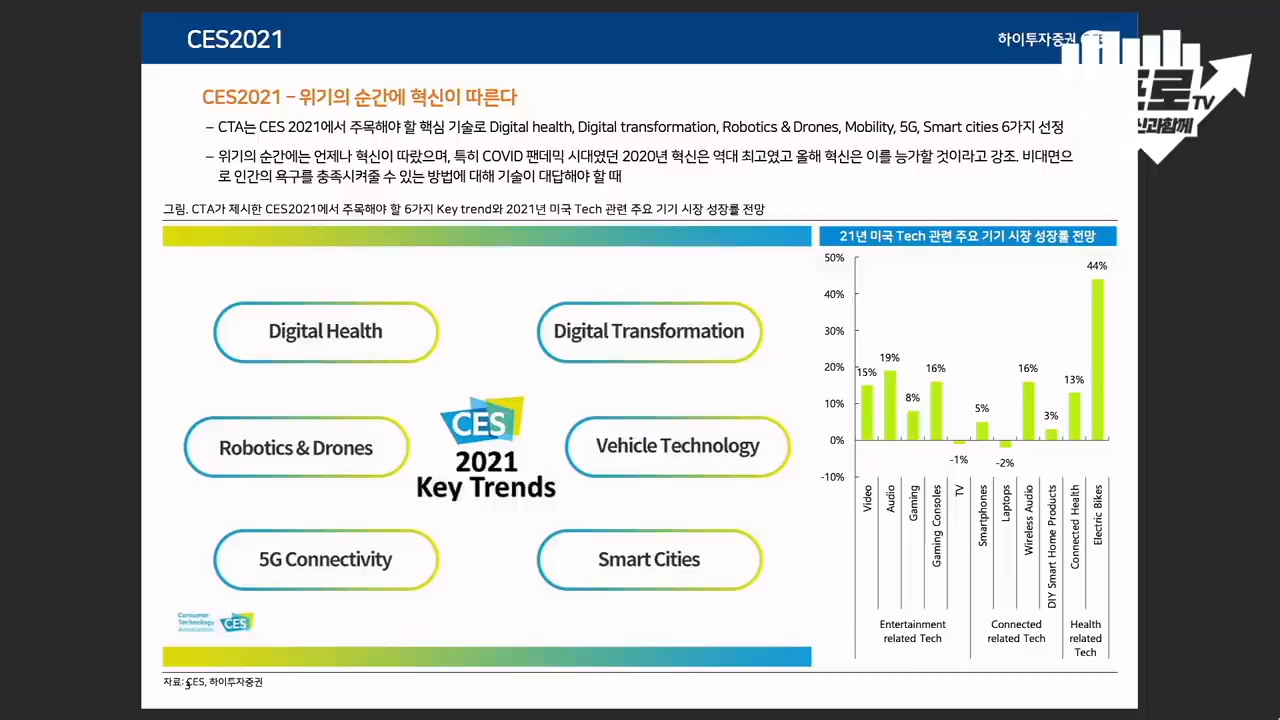 CES2021
하이투자증권
CES2021 – 위기의 순간에 혁신이 따른다
– CTA는 CES 2021에서 주목해야 할 핵심 기술로 Digital health, Digital transformation, Robotics & Drones, Mobility, 5G, Smart cities 6가지 선정
– 위기의 순간에는 언제나 혁신이 따랐으며, 특히 COVID 팬데믹 시대였던 2020년 혁신은 역대 최고였고 올해 혁신은 이를 능가할 것이라고 강조. 비대면으
로 인간의 욕구를 충족시켜줄 수 있는 방법에 대해 기술이 대답해야 할 때
그림. CTA가 제시한 CES2021에서 주목해야 할 6가지 Key trend와 2021년 미국 Tech 관련 주요 기기 시장 성장률 전망
Digital Health
Digital Transformation
Robotics & Drones
Vehicle Technology
CES
2021
Key Trends
5G Connectivity
Smart Cities
Consumer
Technology
Association
CES
21년 미국 Tech 관련 주요 기기 시장 성장률 전망
50%
40%
30%
20%
10%
0%
-10%
15%
19%
8%
16%
-1%
5%
-2%
16%
3%
13%
44%
Video
Audio
Gaming
Gaming Consoles
TV
Smartphones
Laptops
Wireless Audio
DIY Smart Home Products
Connected Health
Electric Bikes
Entertainment
related Tech
Connected
related Tech
Health
related
Tech
자료: CES, 하이투자증권
3
프로TV
신과함께